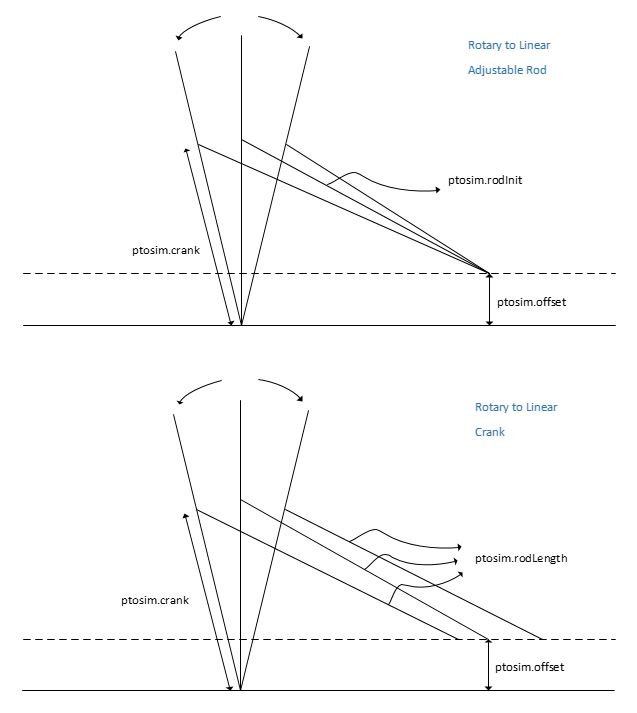 Rotary to Linear
Adjustable Rod
ptosim.rodInit
ptosim.crank
ptosim.offset
Rotary to Linear
Crank
ptosim.rodLength
ptosim.crank
ptosim.offset